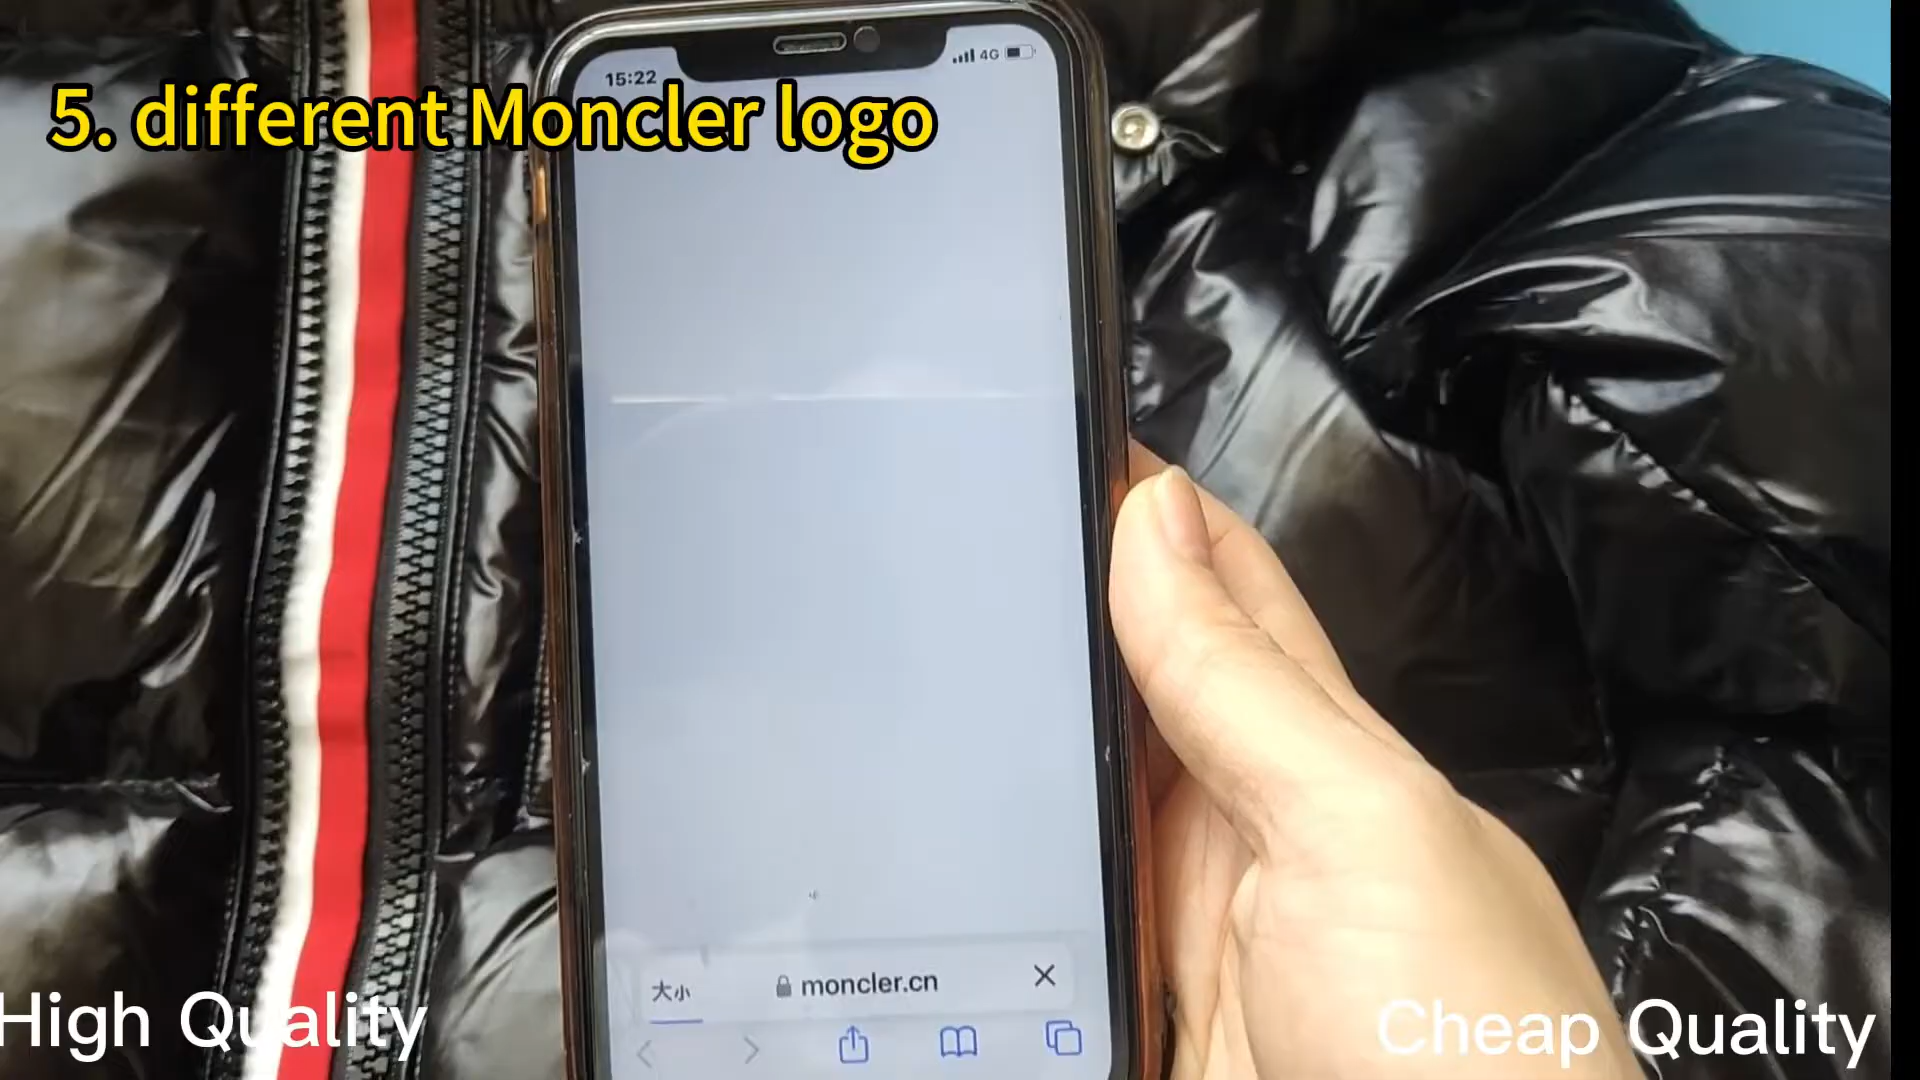 15:22
4G
5. different Moncler logo
大小
moncler.cn
High Quality
Cheap Quality